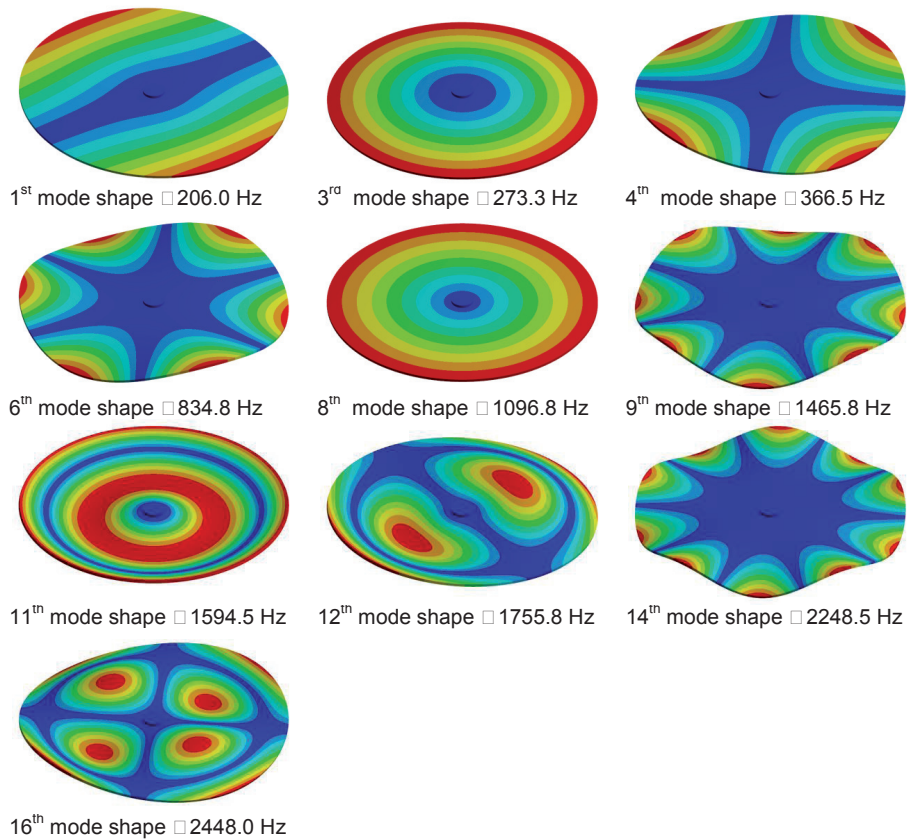 1st mode shape □ 206.0 Hz
3rd mode shape □ 273.3 Hz
4th mode shape □ 366.5 Hz
6th mode shape □ 834.8 Hz
8th mode shape □ 1096.8 Hz
9th mode shape □ 1465.8 Hz
11th mode shape □ 1594.5 Hz
12th mode shape □ 1755.8 Hz
14th mode shape □ 2248.5 Hz
16th mode shape □ 2448.0 Hz